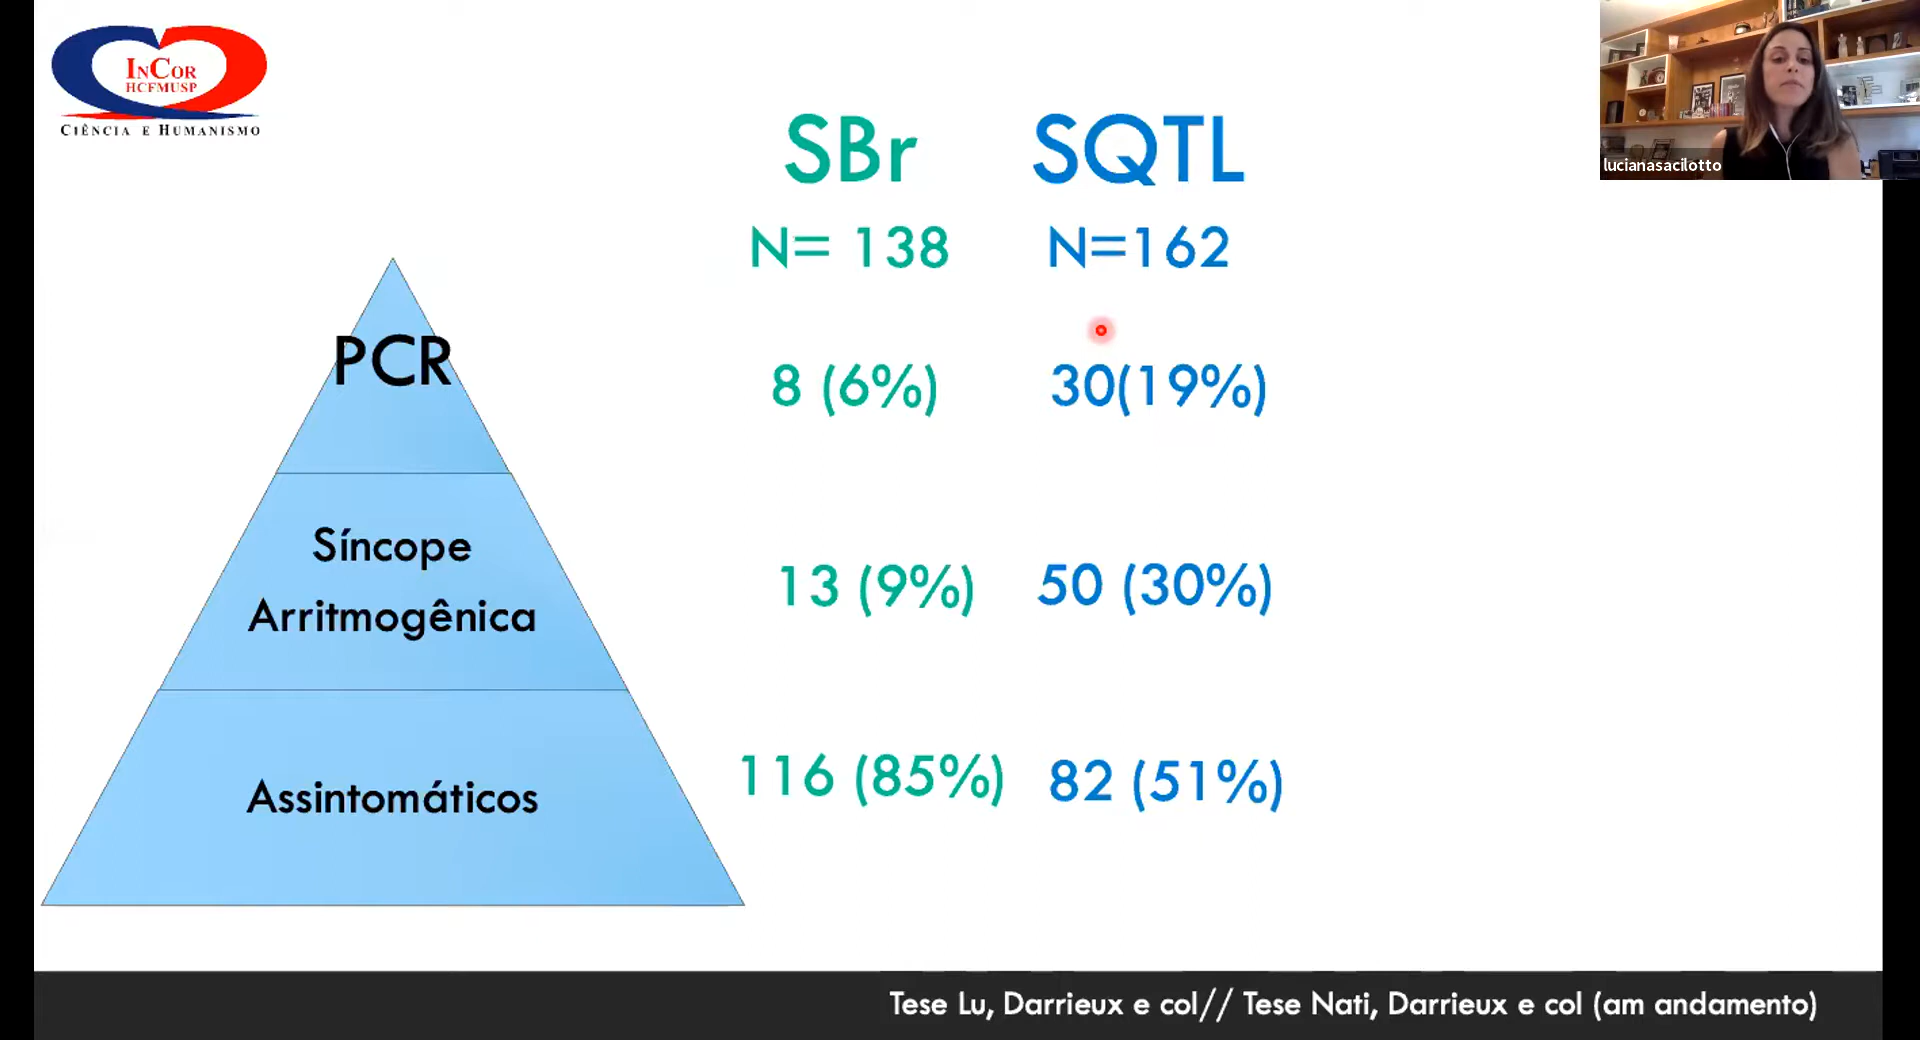 InCor
HCFMUSP
Ciência e Humanismo
lucianasacilotto
SBr SQTL
N= 138 N=162
PCR 8 (6%) 30(19%)
Síncope
Arritmogênica
13 (9%) 50 (30%)
Assintomáticos 116 (85%) 82 (51%)
Tese Lu, Darrieux e col// Tese Nati, Darrieux e col (am andamento)